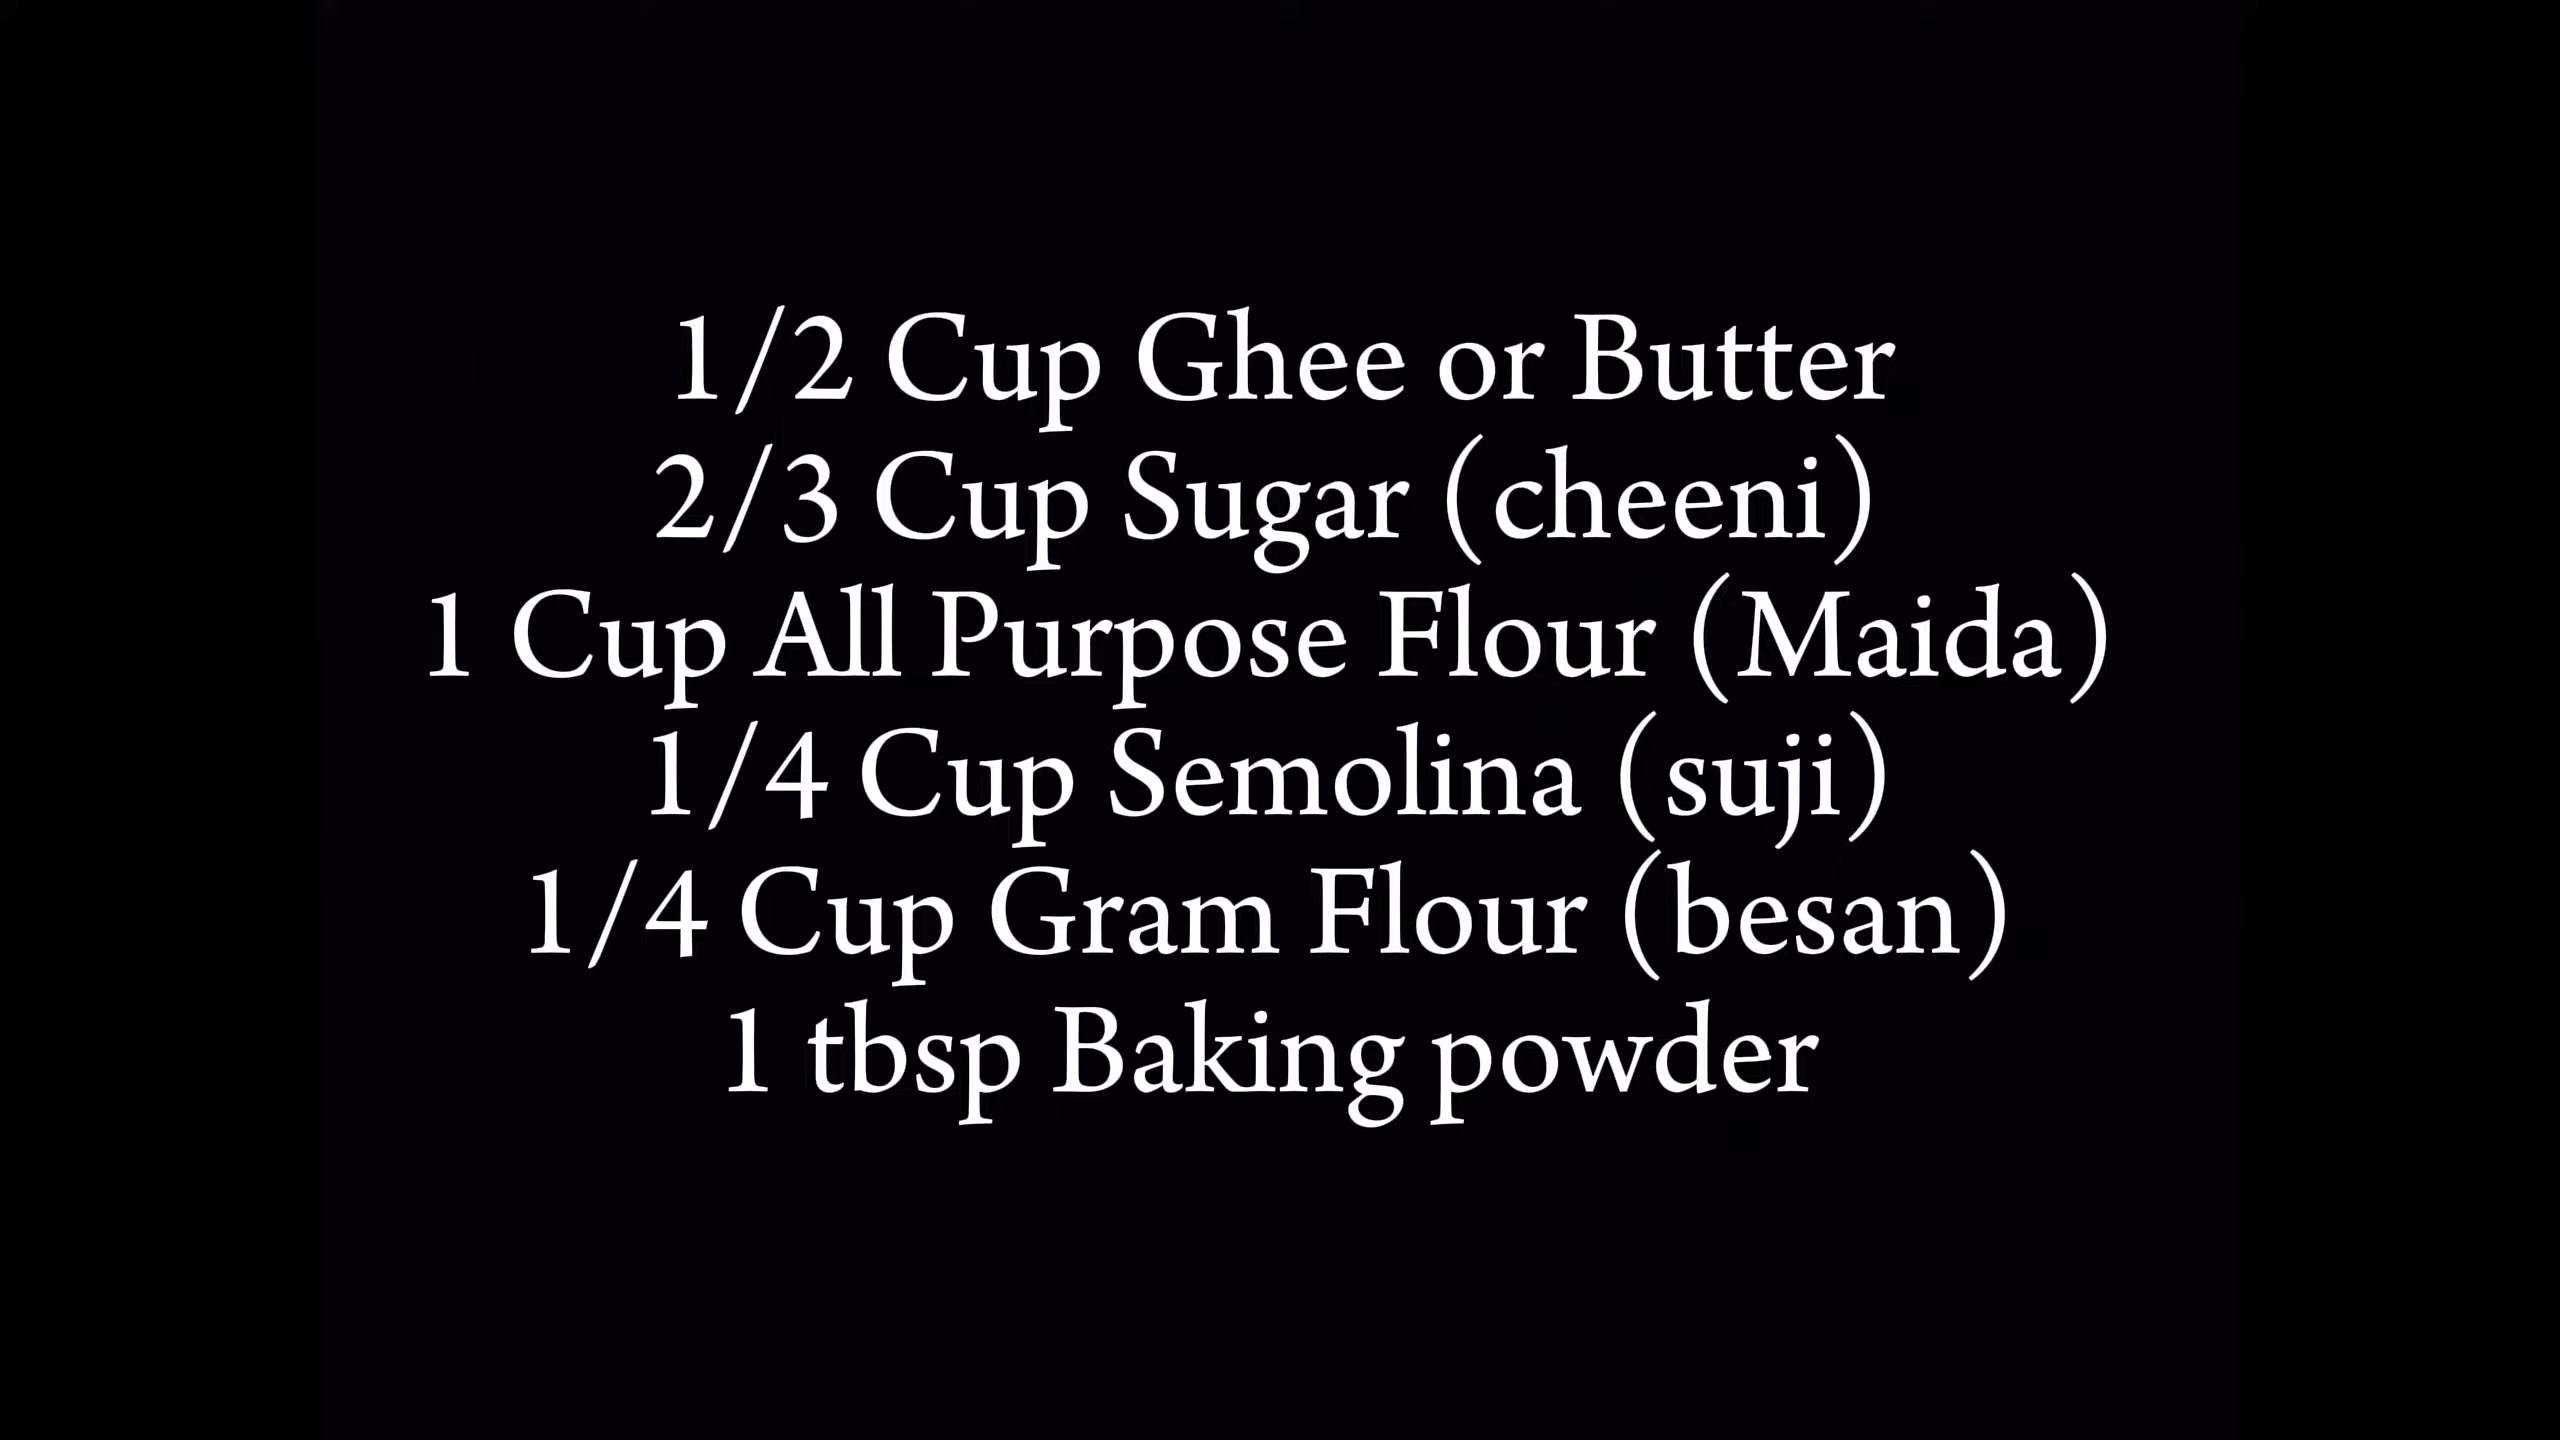 1/2 Cup Ghee or Butter
2/3 Cup Sugar (cheeni)
1 Cup All Purpose Flour (Maida)
1/4 Cup Semolina (suji)
1/4 Cup Gram Flour (besan)
1 tbsp Baking powder